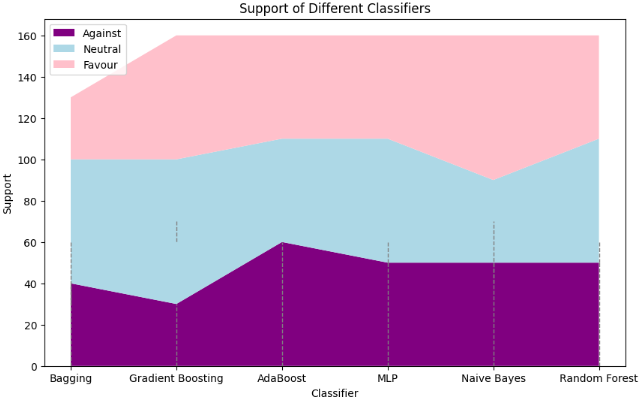 Support of Different Classifiers
Against
Neutral
Favour
Support
160
140
120
100
80
60
40
20
0
Bagging Gradient Boosting AdaBoost MLP Naive Bayes Random Forest
Classifier